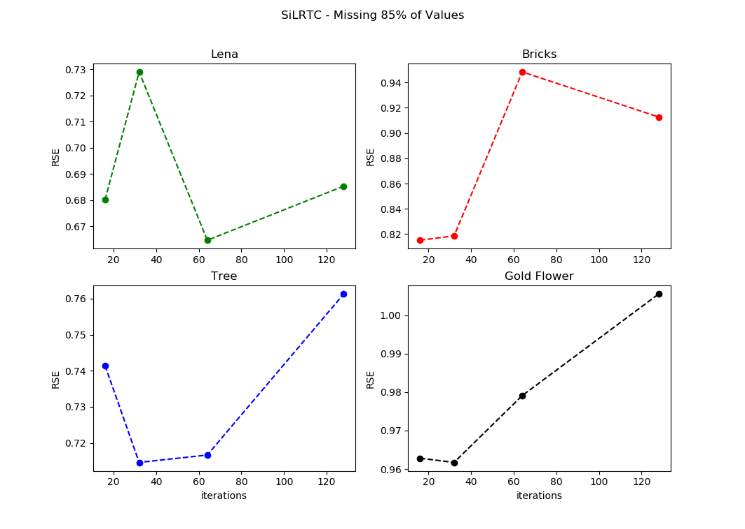 SiLRTC - Missing 85% of Values
Lena
0.73
0.72
0.71
0.70
0.69
0.68
0.67
RSE
20 40 60 80 100 120
Bricks
0.94
0.92
0.90
0.88
0.86
0.84
0.82
RSE
20 40 60 80 100 120
Tree
0.76
0.75
0.74
0.73
0.72
RSE
20 40 60 80 100 120
iterations
Gold Flower
1.00
0.99
0.98
0.97
0.96
RSE
20 40 60 80 100 120
iterations